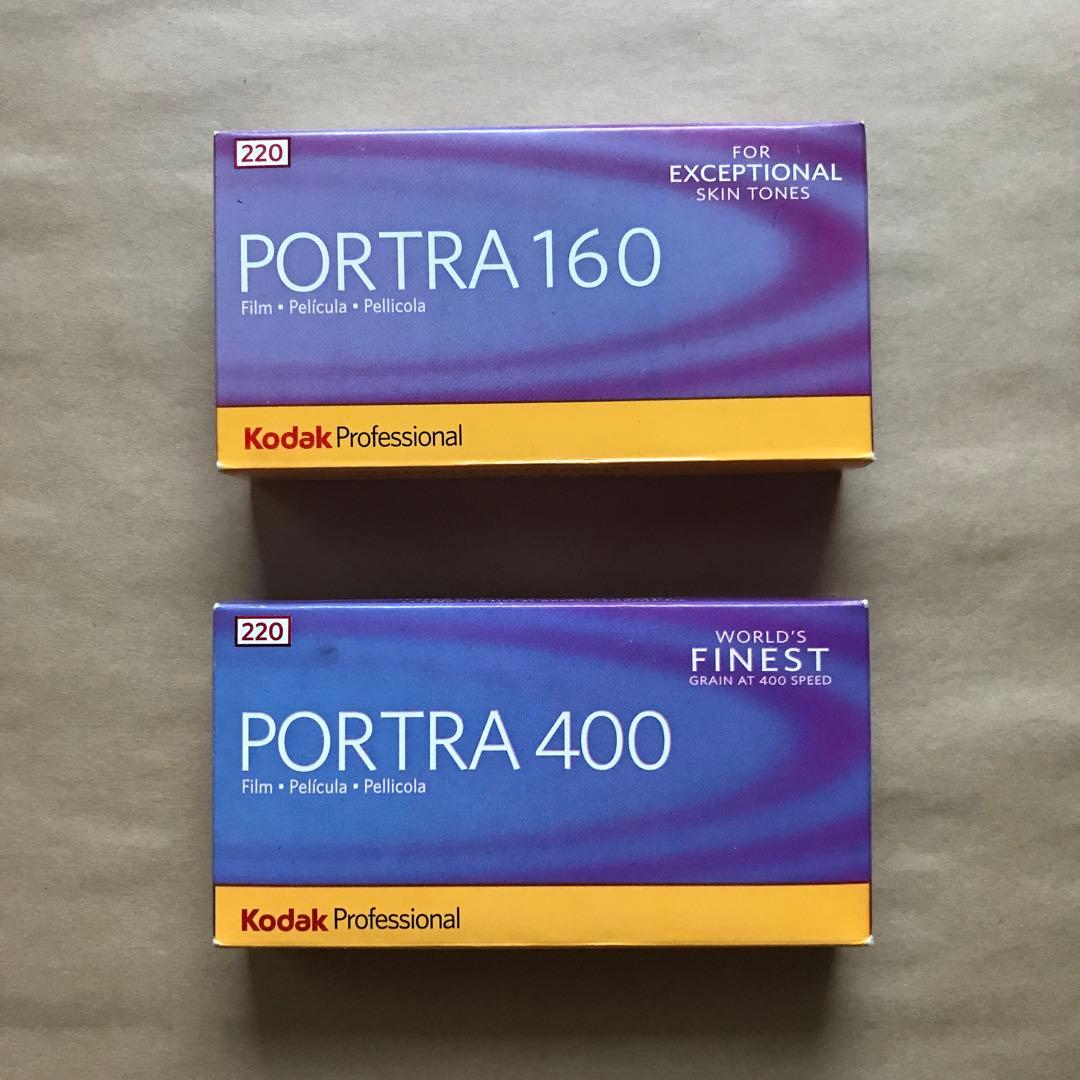 220
FOR
EXCEPTIONAL
SKIN TONES
PORTRA 160
Film ▪ Película ▪ Pellicola
Kodak Professional
220
WORLD'S
FINEST
GRAIN AT 400 SPEED
PORTRA 400
Film ▪ Película ▪ Pellicola
Kodak Professional